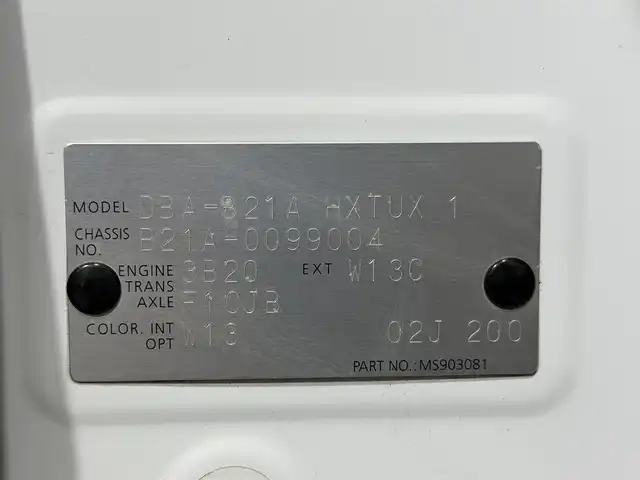 MODEL DBA-B21A HXTUX 1
CHASSIS NO. B21A-0099004
ENGINE 3B20 EXT W13C
TRANS AXLE F1CJB
COLOR. INT OPT W13 02J 200
PART NO.: MS903081